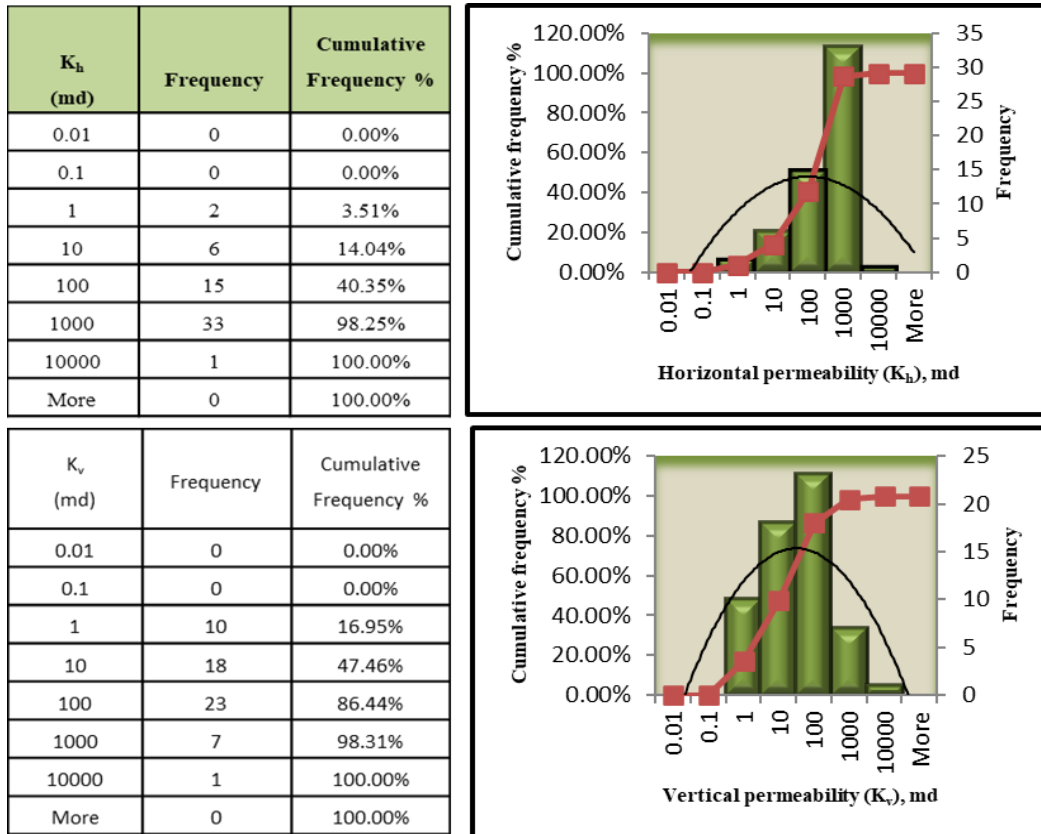 K_h
(md)
Frequency
Cumulative
Frequency %
0.01 0 0.00%
0.1 0 0.00%
1 2 3.51%
10 6 14.04%
100 15 40.35%
1000 33 98.25%
10000 1 100.00%
More 0 100.00%
120.00%
100.00%
80.00%
60.00%
40.00%
20.00%
0.00%
Cumulative frequency %
35
30
25
20
15
10
5
0
Frequency
0.01
0.1
1
10
100
1000
10000
More
Horizontal permeability (K_h), md
K_v
(md)
Frequency
Cumulative
Frequency %
0.01 0 0.00%
0.1 0 0.00%
1 10 16.95%
10 18 47.46%
100 23 86.44%
1000 7 98.31%
10000 1 100.00%
More 0 100.00%
120.00%
100.00%
80.00%
60.00%
40.00%
20.00%
0.00%
Cumulative frequency %
25
20
15
10
5
0
Frequency
0.01
0.1
1
10
100
1000
10000
More
Vertical permeability (K_v), md